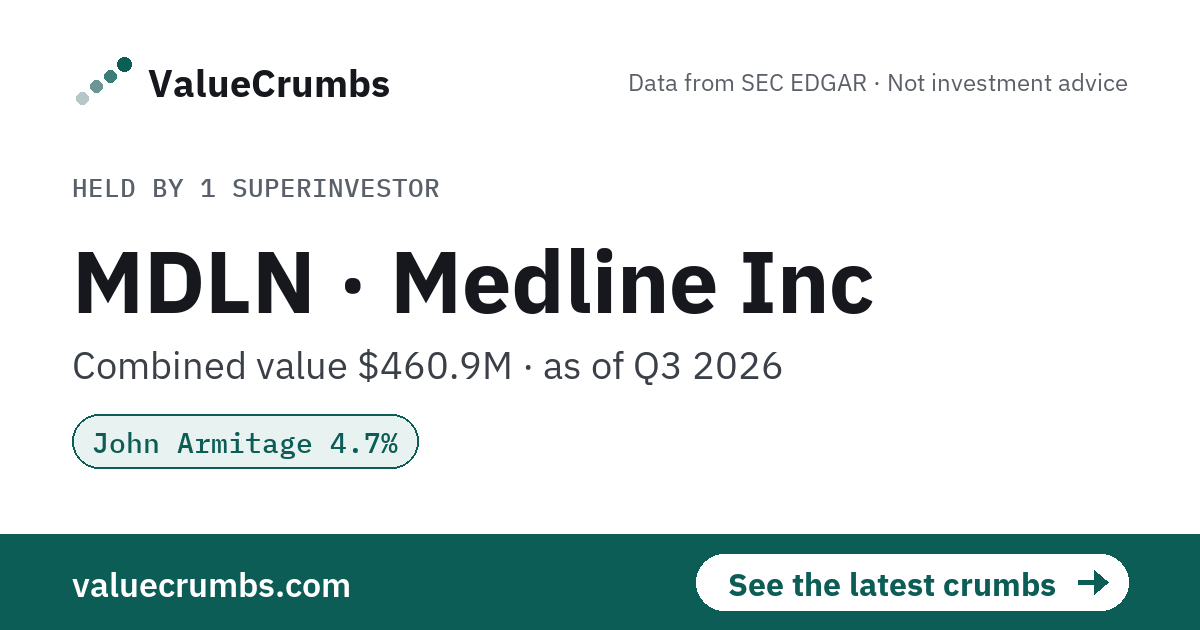 ValueCrumbs
Data from SEC EDGAR · Not investment advice
HELD BY 1 SUPERINVESTOR
MDLN · Medline Inc
Combined value $460.9M · as of Q3 2026
John Armitage 4.7%
valuecrumbs.com
See the latest crumbs →